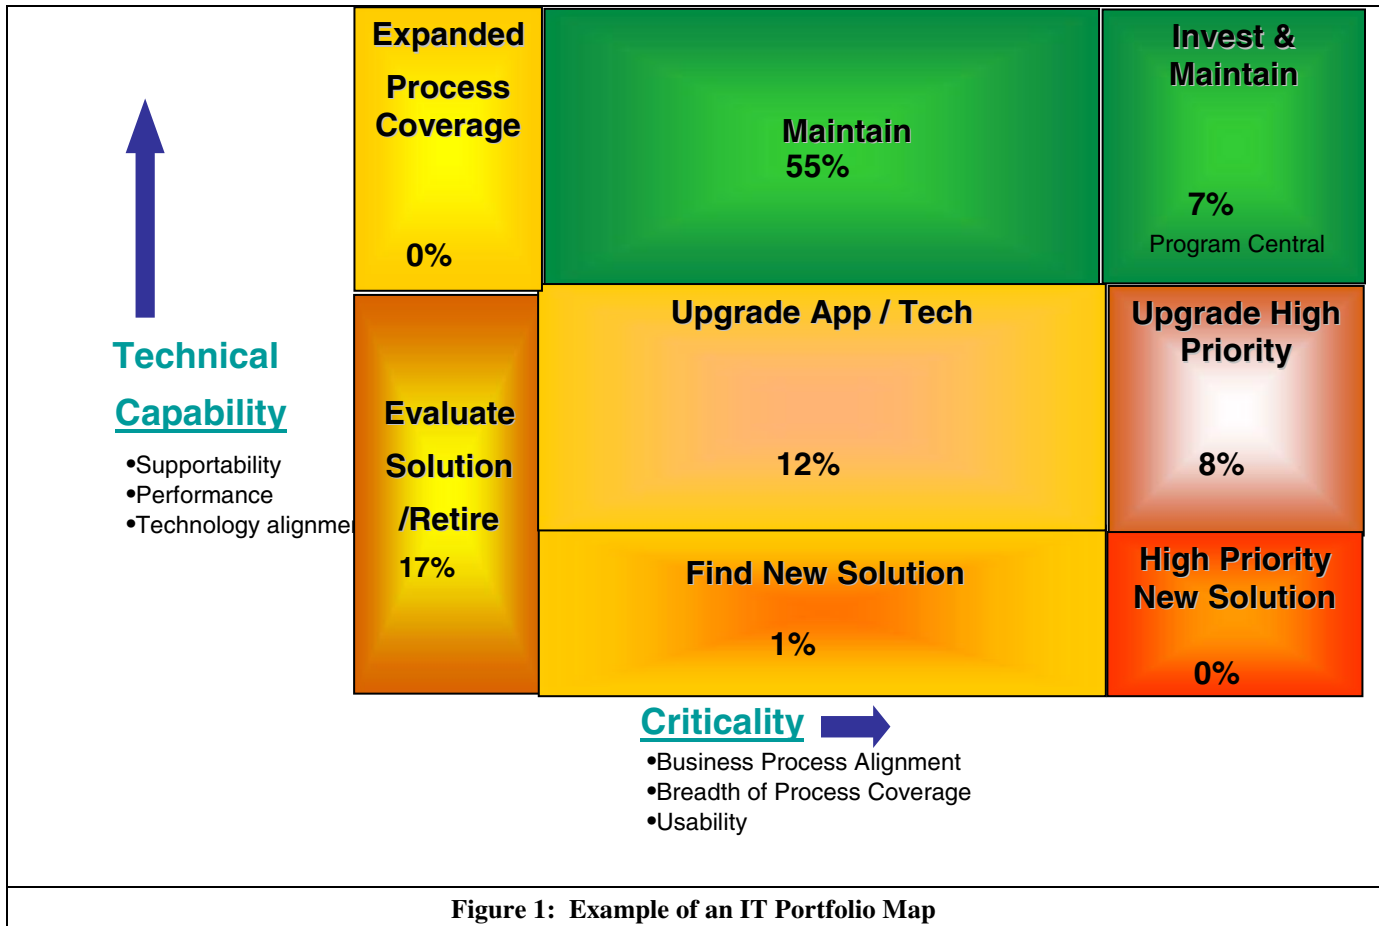 Expanded
Process
Coverage
0%
Maintain
55%
Invest &
Maintain
7%
Program Central
Technical
Capability
•Supportability
•Performance
•Technology alignmer
Evaluate
Solution
/Retire
17%
Upgrade App / Tech
12%
Upgrade High
Priority
8%
Find New Solution
1%
High Priority
New Solution
0%
Criticality
•Business Process Alignment
•Breadth of Process Coverage
•Usability
Figure 1: Example of an IT Portfolio Map